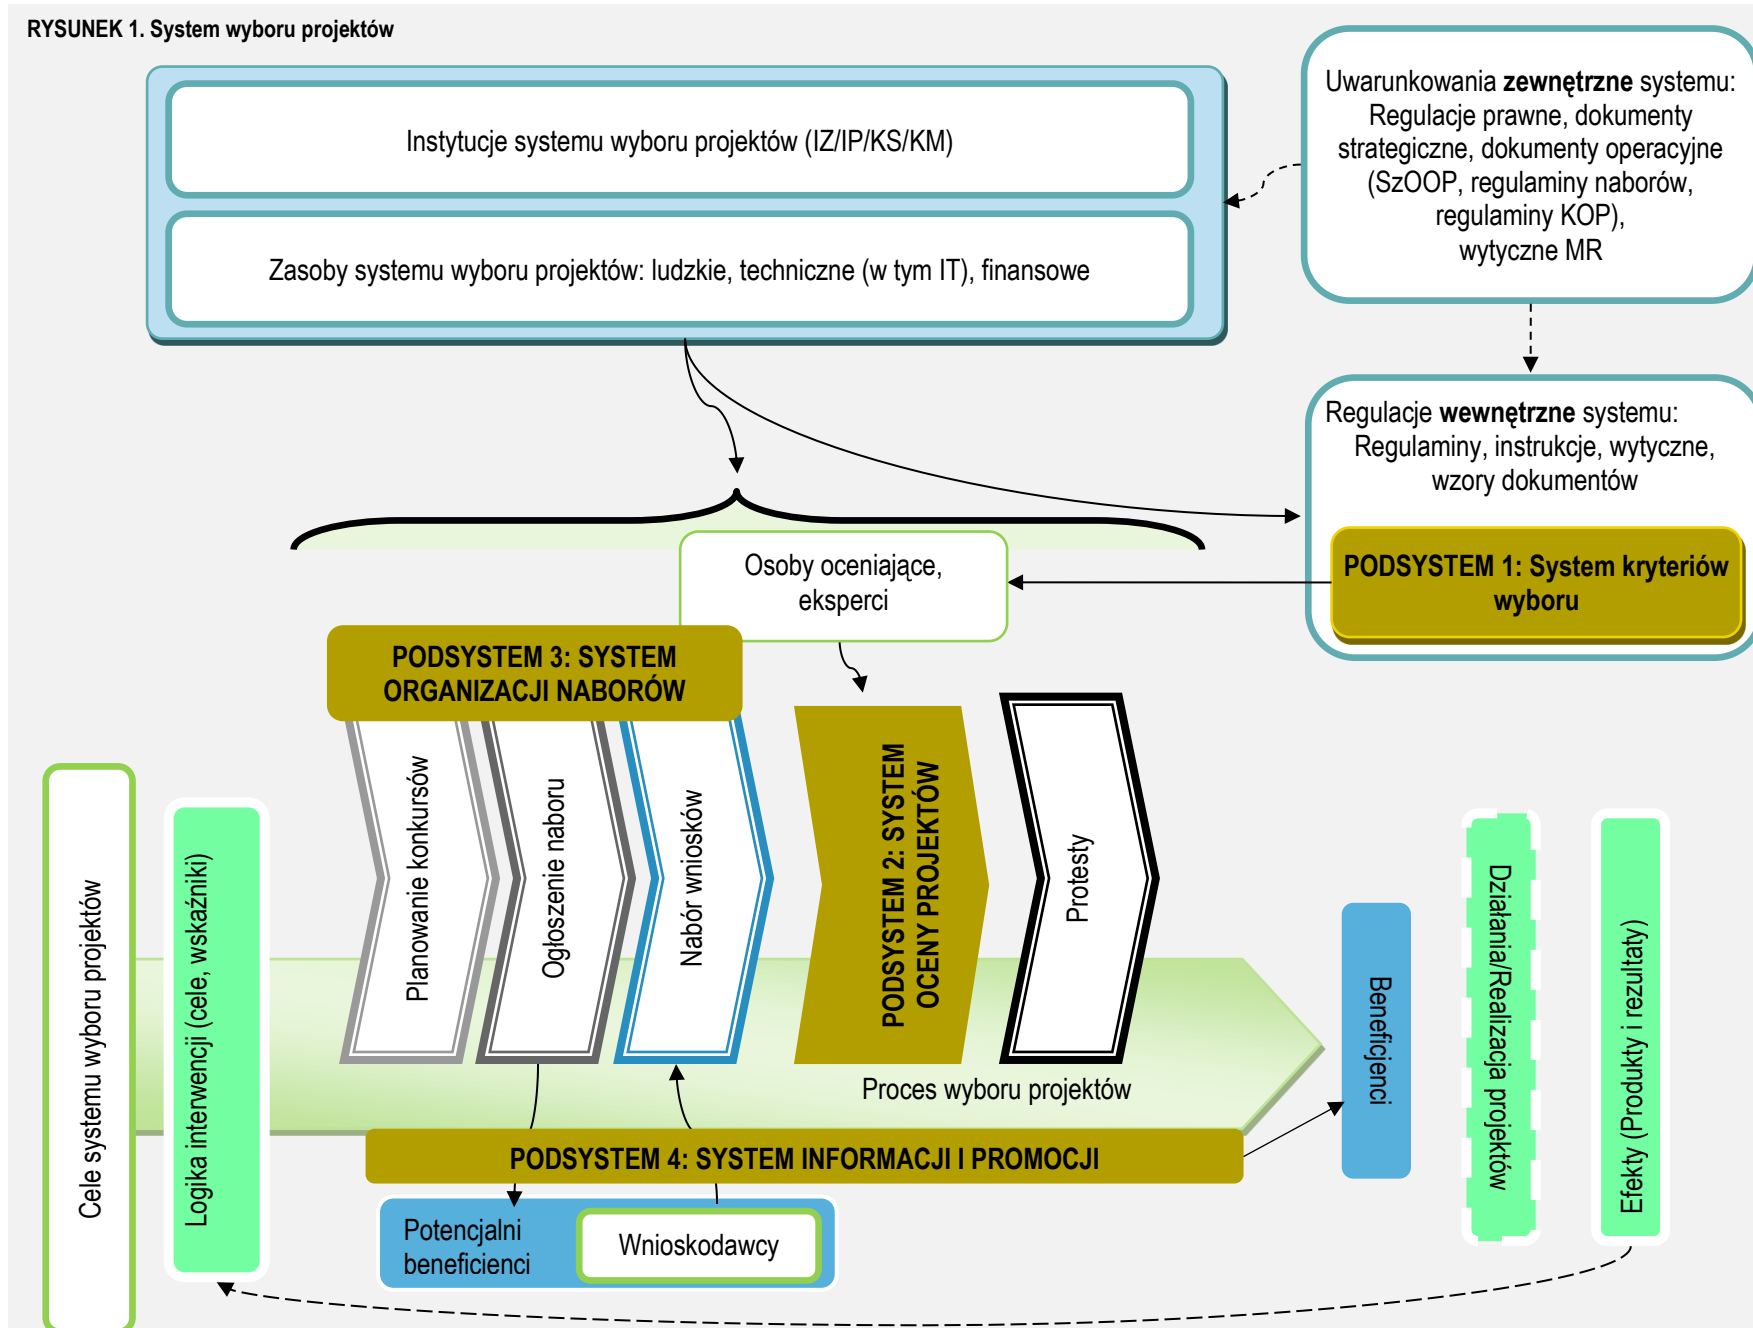 RYSUNEK 1. System wyboru projektów
Instytucje systemu wyboru projektów (IZ/IP/KS/KM)
Zasoby systemu wyboru projektów: ludzkie, techniczne (w tym IT), finansowe
Uwarunkowania zewnętrzne systemu:
Regulacje prawne, dokumenty
strategiczne, dokumenty operacyjne
(SzOOP, regulaminy naborów,
regulaminy KOP),
wytyczne MR
Regulacje wewnętrzne systemu:
Regulaminy, instrukcje, wytyczne,
wzory dokumentów
PODSYSTEM 1: System kryteriów
wyboru
Osoby oceniające,
eksperci
PODSYSTEM 3: SYSTEM
ORGANIZACJI NABORÓW
Cele systemu wyboru projektów
Logika interwencji (cele, wskaźniki)
Planowanie konkursów
Ogłoszenie naboru
Nabór wniosków
PODSYSTEM 2: SYSTEM
OCENY PROJEKTÓW
Protesty
Proces wyboru projektów
Beneficjenci
Działania/Realizacja projektów
Efekty (Produkty i rezultaty)
PODSYSTEM 4: SYSTEM INFORMACJI I PROMOCJI
Potencjalni
beneficienci
Wnioskodawcy